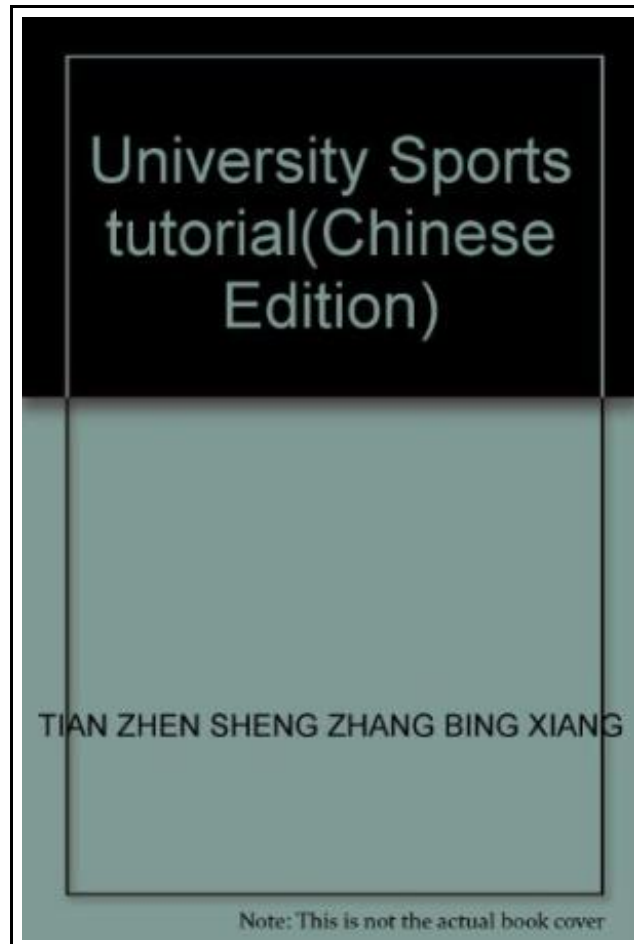 University Sports
tutorial(Chinese
Edition)
TIAN ZHEN SHENG ZHANG BING XIANG
Note: This is not the actual book cover